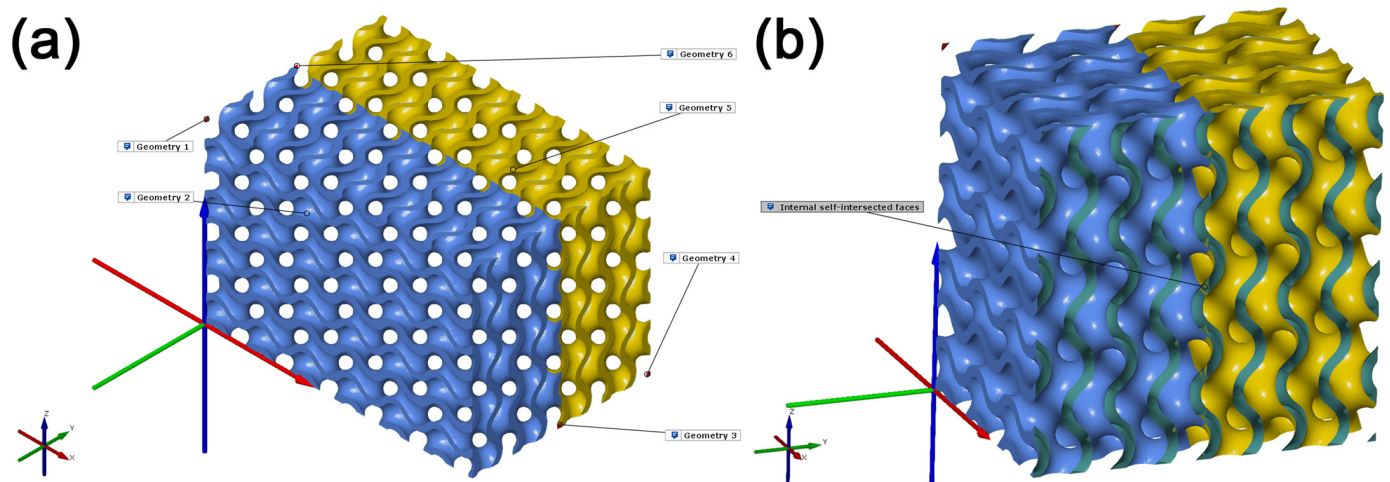 (a)
Geometry 6
Geometry 5
Geometry 1
Geometry 2
Geometry 4
Geometry 3
Z
Y
X
(b)
Internal self-intersected faces
Z
Y
X